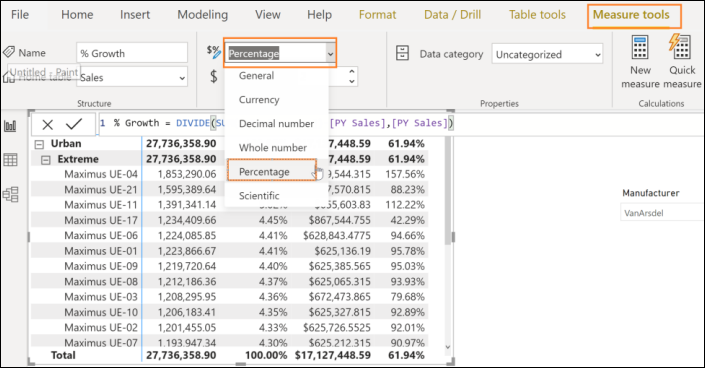 File Home Insert Modeling View Help Format Data / Drill Table tools Measure tools
Name % Growth $% Percentage Data category Uncategorized
Untitled - Paint
Home table Sales $
General
Currency
Decimal number
Whole number
Percentage
Scientific
New measure
Quick measure
Structure Properties Calculations
1 % Growth = DIVIDE(SU [PY Sales],[PY Sales])
Urban 27,736,358.90 7,448.59 61.94%
Extreme 27,736,358.90 7,448.59 61.94%
Maximus UE-04 1,853,290.06 9,544.315 157.56%
Maximus UE-21 1,595,389.64 7,570.815 88.23%
Maximus UE-11 1,391,341.14 5,603.83 112.22%
Maximus UE-17 1,234,409.66 4.45% $867,544.755 42.29%
Maximus UE-06 1,224,085.85 4.41% $628,843.4775 94.66%
Maximus UE-01 1,223,866.67 4.41% $625,136.19 95.78%
Maximus UE-09 1,219,720.64 4.40% $625,385.565 95.03%
Maximus UE-08 1,212,186.36 4.37% $625,065.315 93.93%
Maximus UE-03 1,208,295.95 4.36% $672,473.865 79.68%
Maximus UE-10 1,206,183.41 4.35% $625,327.815 92.89%
Maximus UE-02 1,201,455.05 4.33% $625,726.5525 92.01%
Maximus UE-07 1,193,947.34 4.30% $625,212.315 90.97%
Total 27,736,358.90 100.00% $17,127,448.59 61.94%
Manufacturer
VanArsdel